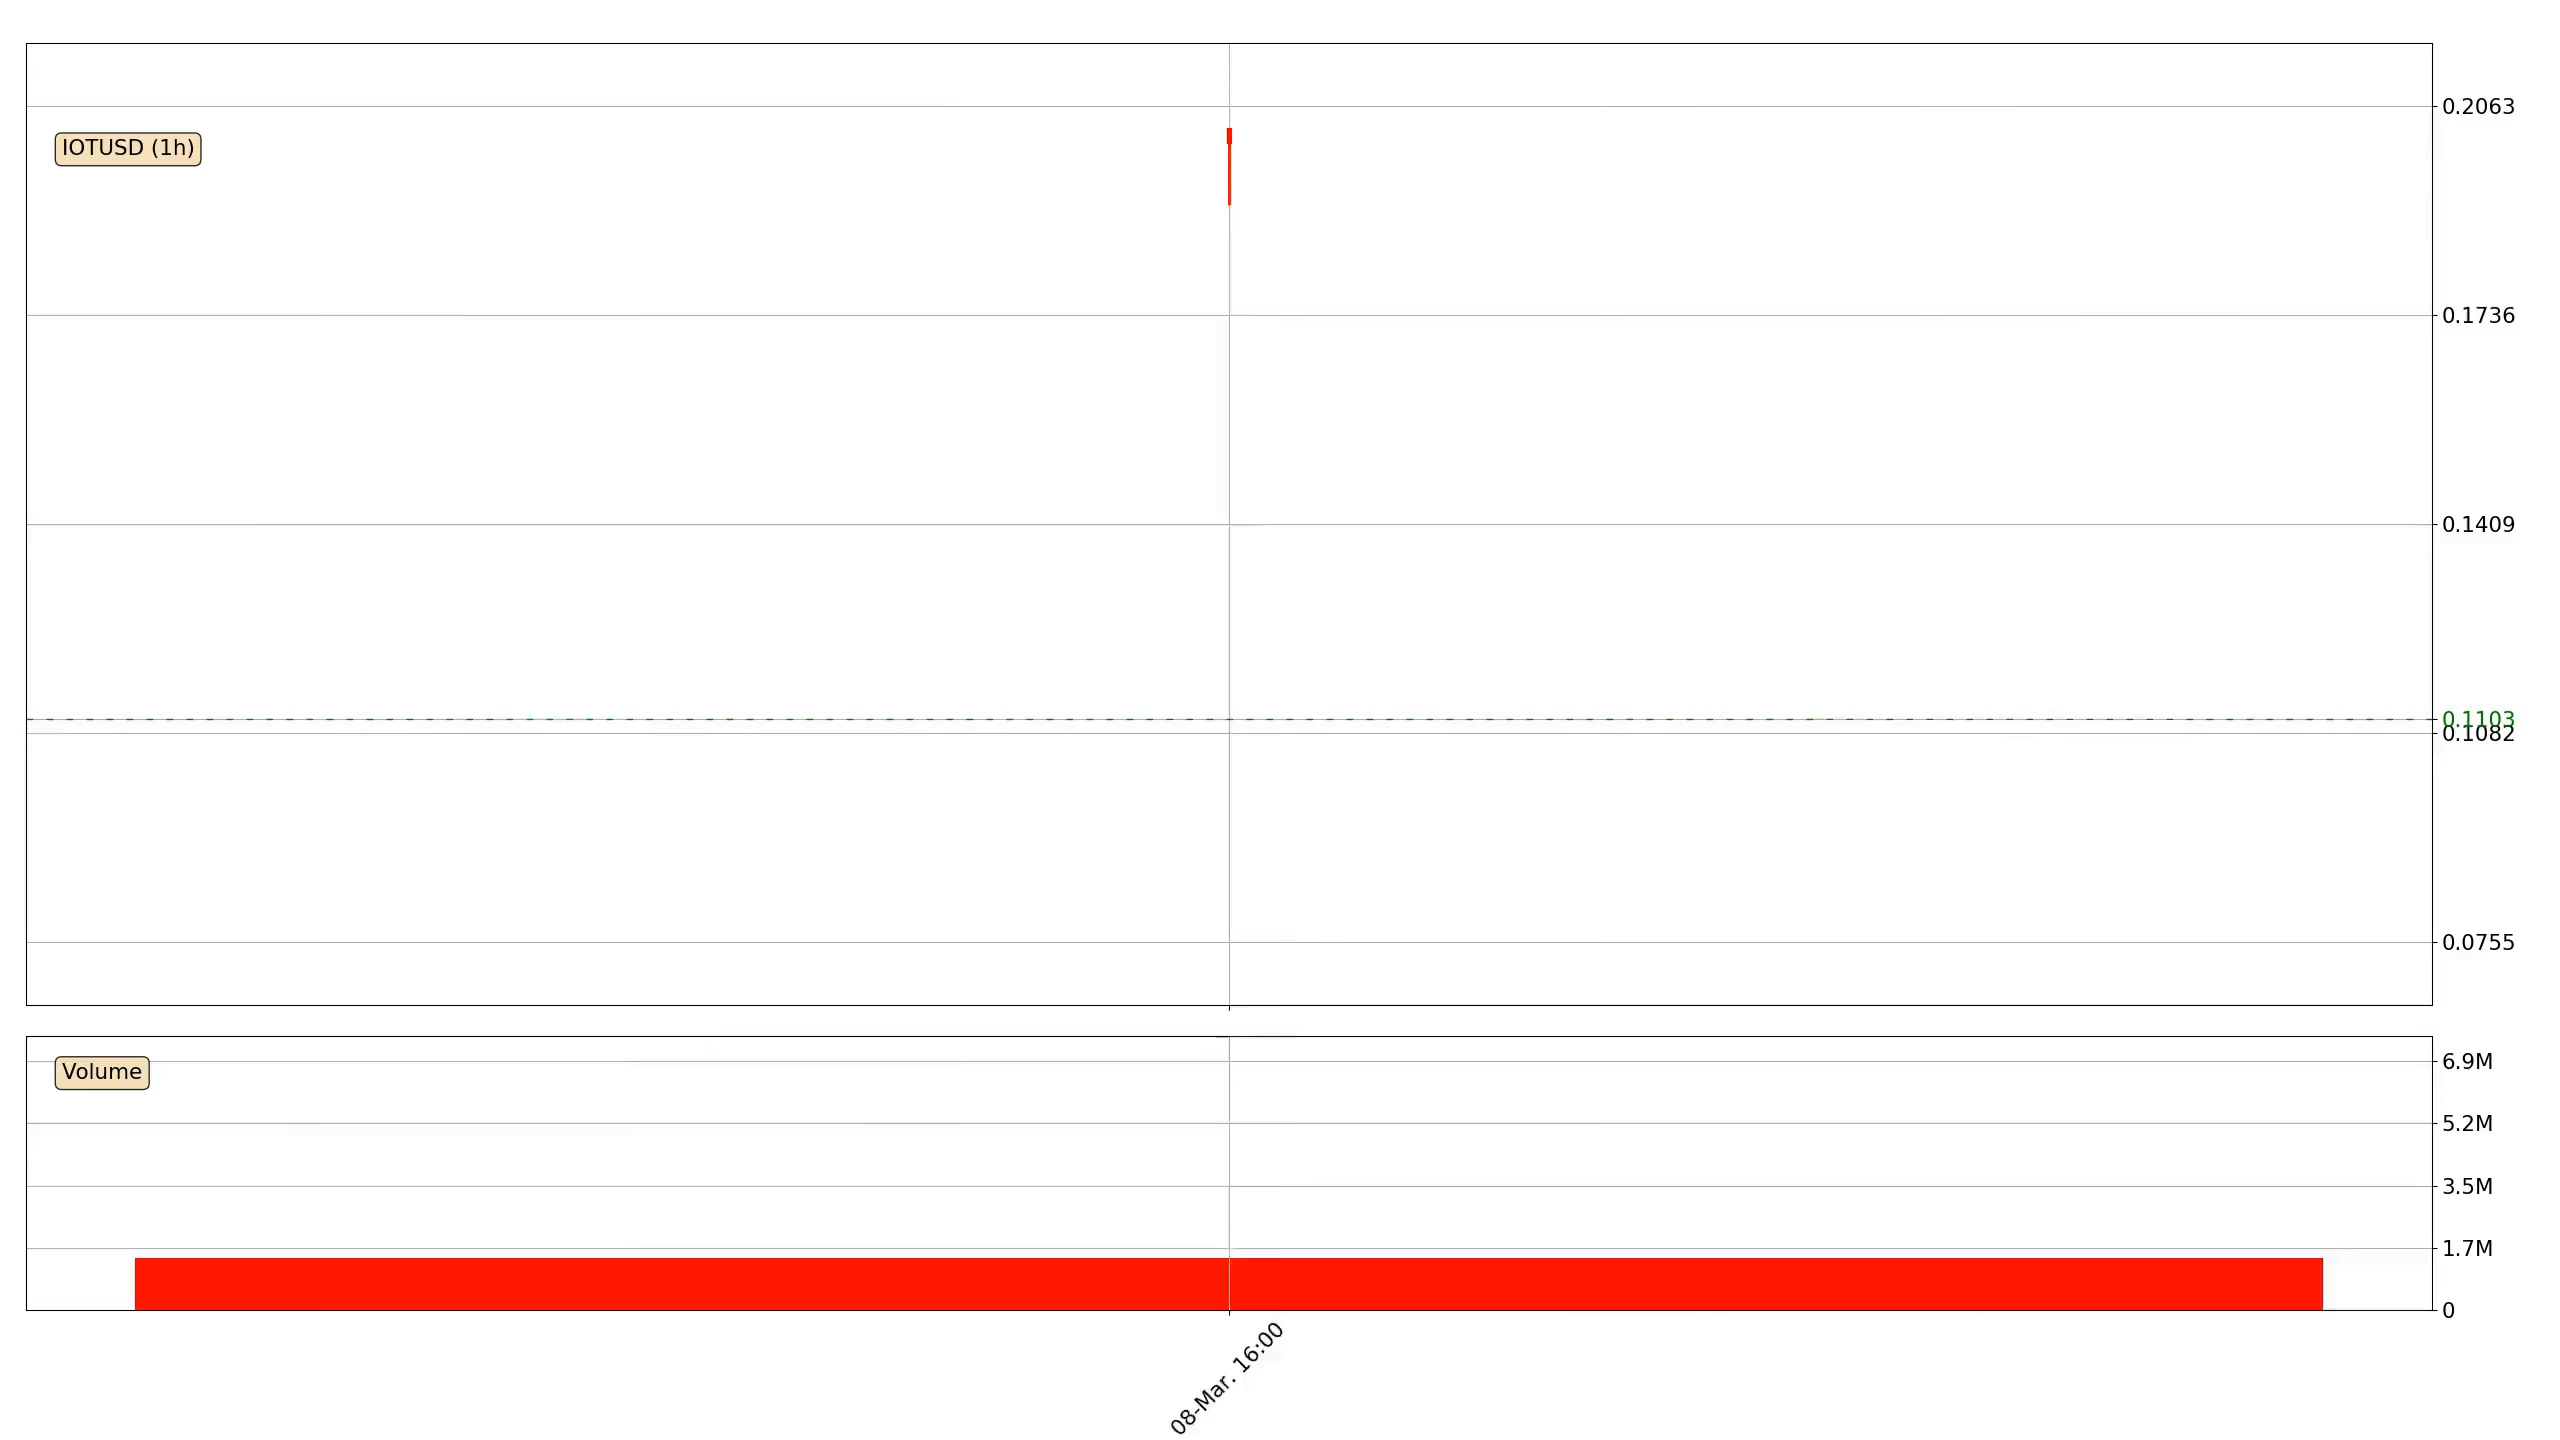 0.2063
IOTUSD (1h)
0.1736
0.1409
0.1103
0.1082
0.0755
Volume
6.9M
5.2M
3.5M
1.7M
0
08-Mar. 16:00